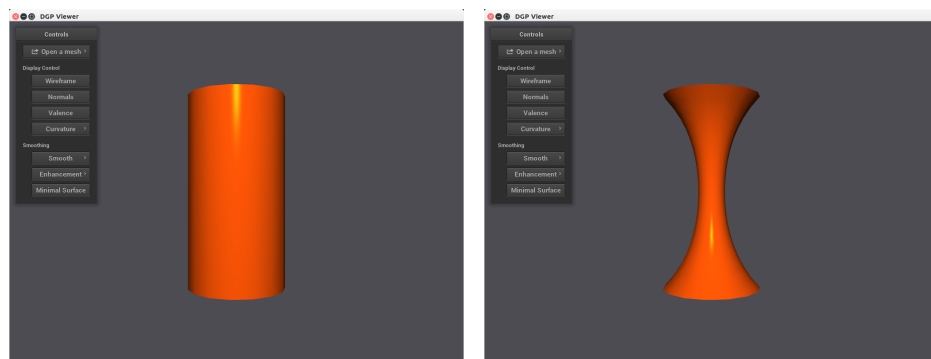 DGP Viewer
Controls
Open a mesh
Display Control
Wireframe
Normals
Valence
Curvature
Smoothing
Smooth
Enhancement
Minimal Surface
DGP Viewer
Controls
Open a mesh
Display Control
Wireframe
Normals
Valence
Curvature
Smoothing
Smooth
Enhancement
Minimal Surface